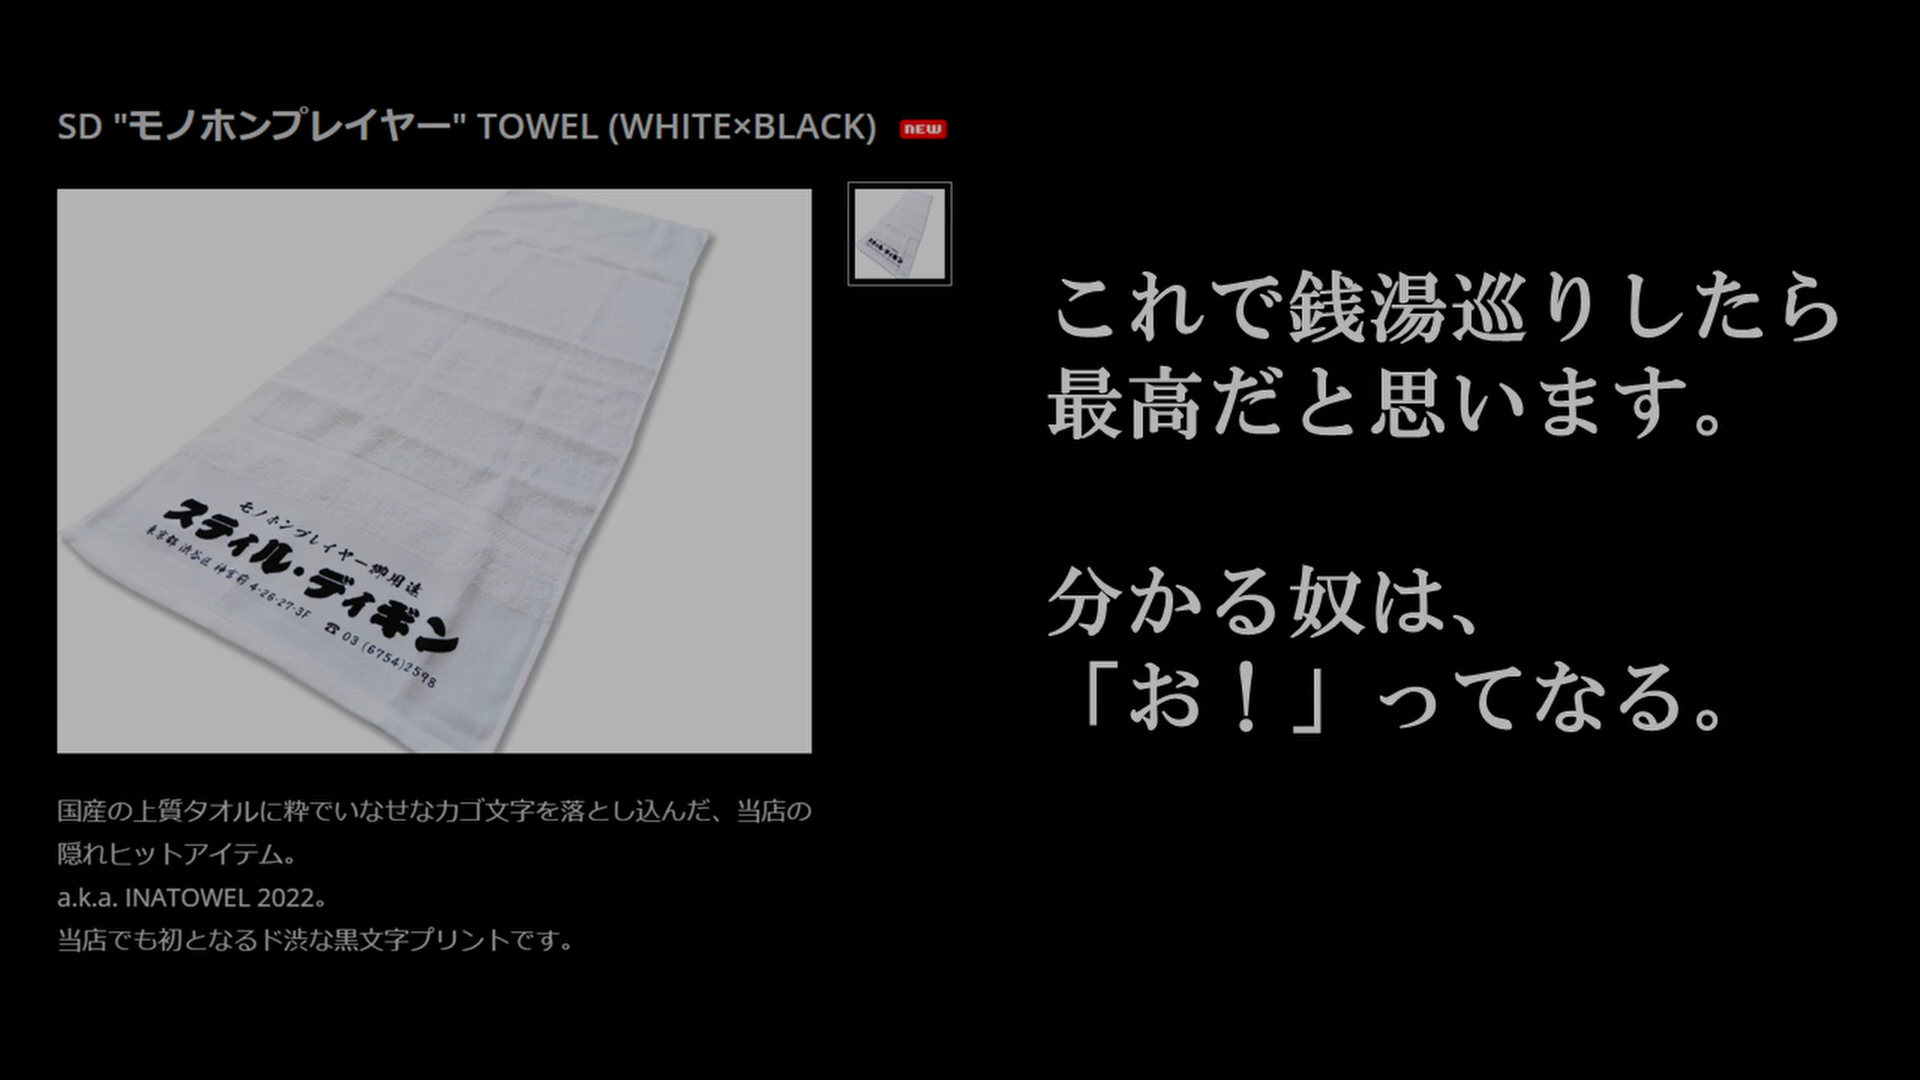 SD "モノホンプレイヤー" TOWEL (WHITE×BLACK)
NEW
モノホンプレイヤー御用達
スティル・ディギン
東京都 渋谷区 神宮前 4-26-27-3F ☎ 03 (6754)2598
国産の上質タオルに粋でいなせなカゴ文字を落とし込んだ、当店の
隠れヒットアイテム。
a.k.a. INATOWEL 2022。
当店でも初となるド渋な黒文字プリントです。
これで銭湯巡りしたら
最高だと思います。
分かる奴は、
「お！」ってなる。